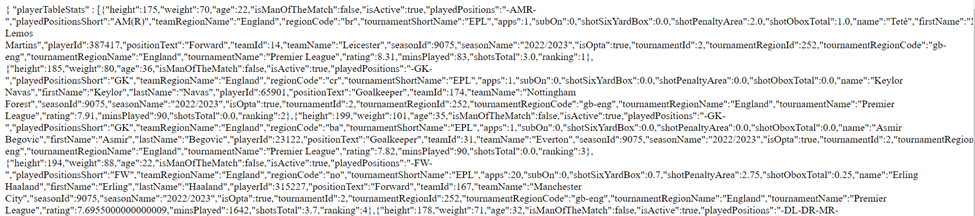 { "playerTableStats" : [{"height":175,"weight":70,"age":22,"isManOfTheMatch":false,"isActive":true,"playedPositions":"-AMR-
","playedPositionsShort":"AM(R)","teamRegionName":"England","regionCode":"br","tournamentShortName":"EPL","apps":1,"subOn":0,"shotSixYardBox":0.0,"shotPenaltyArea":2.0,"shotOboxTotal":1.0,"name":"Tetê","firstName":"
Lemos
Martins","playerId":387417,"positionText":"Forward","teamId":14,"teamName":"Leicester","seasonId":9075,"seasonName":"2022/2023","isOpta":true,"tournamentId":2,"tournamentRegionId":252,"tournamentRegionCode":"gb-
eng","tournamentRegionName":"England","tournamentName":"Premier League","rating":8.31,"minsPlayed":83,"shotsTotal":3.0,"ranking":1},
{"height":185,"weight":80,"age":36,"isManOfTheMatch":false,"isActive":true,"playedPositions":"-GK-
","playedPositionsShort":"GK","teamRegionName":"England","regionCode":"cr","tournamentShortName":"EPL","apps":1,"subOn":0,"shotSixYardBox":0.0,"shotPenaltyArea":0.0,"shotOboxTotal":0.0,"name":"Keylor
Navas","firstName":"Keylor","lastName":"Navas","playerId":65901,"positionText":"Goalkeeper","teamId":174,"teamName":"Nottingham
Forest","seasonId":9075,"seasonName":"2022/2023","isOpta":true,"tournamentId":2,"tournamentRegionId":252,"tournamentRegionCode":"gb-eng","tournamentRegionName":"England","tournamentName":"Premier
League","rating":7.91,"minsPlayed":90,"shotsTotal":0.0,"ranking":2},{"height":199,"weight":101,"age":35,"isManOfTheMatch":false,"isActive":true,"playedPositions":"-GK-
","playedPositionsShort":"GK","teamRegionName":"England","regionCode":"ba","tournamentShortName":"EPL","apps":1,"subOn":0,"shotSixYardBox":0.0,"shotPenaltyArea":0.0,"shotOboxTotal":0.0,"name":"Asmir
Begovic","firstName":"Asmir","lastName":"Begovic","playerId":23122,"positionText":"Goalkeeper","teamId":31,"teamName":"Everton","seasonId":9075,"seasonName":"2022/2023","isOpta":true,"tournamentId":2,"tournamentRegion
eng","tournamentRegionName":"England","tournamentName":"Premier League","rating":7.82,"minsPlayed":90,"shotsTotal":0.0,"ranking":3},
{"height":194,"weight":88,"age":22,"isManOfTheMatch":false,"isActive":true,"playedPositions":"-FW-
","playedPositionsShort":"FW","teamRegionName":"England","regionCode":"no","tournamentShortName":"EPL","apps":20,"subOn":0,"shotSixYardBox":0.7,"shotPenaltyArea":2.75,"shotOboxTotal":0.25,"name":"Erling
Haaland","firstName":"Erling","lastName":"Haaland","playerId":315227,"positionText":"Forward","teamId":167,"teamName":"Manchester
City","seasonId":9075,"seasonName":"2022/2023","isOpta":true,"tournamentId":2,"tournamentRegionId":252,"tournamentRegionCode":"gb-eng","tournamentRegionName":"England","tournamentName":"Premier
League","rating":7.6955000000000009,"minsPlayed":1642,"shotsTotal":3.7,"ranking":4},{"height":178,"weight":71,"age":32,"isManOfTheMatch":false,"isActive":true,"playedPositions":"-DL-DR-MR-